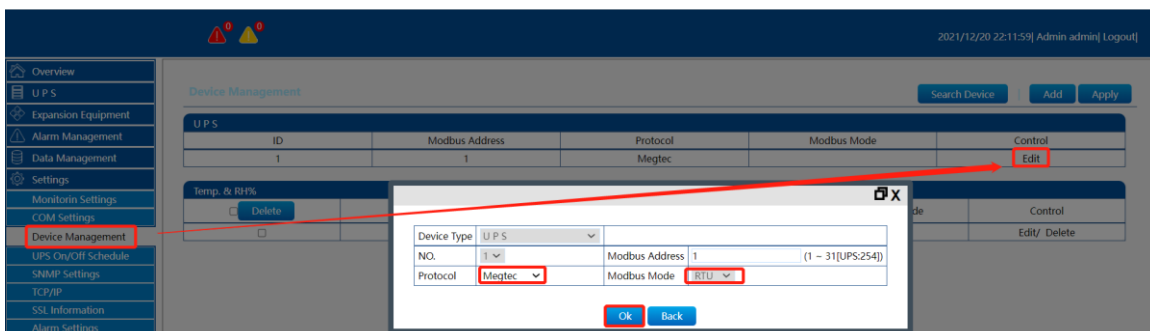 0 0
2021/12/20 22:11:59| Admin admin| Logout|
Overview
UPS
Expansion Equipment
Alarm Management
Data Management
Settings
Monitorin Settings
COM Settings
Device Management
UPS On/Off Schedule
SNMP Settings
TCP/IP
SSL Information
Alarm Settings
Device Management
Search Device | Add Apply
UPS
ID Modbus Address Protocol Modbus Mode Control
1 1 Megtec Edit
Temp. & RH%
Delete de Control
Edit/ Delete
X
Device Type UPS
NO. 1 Modbus Address 1 (1 ~ 31[UPS:254])
Protocol Megtec Modbus Mode RTU
Ok Back